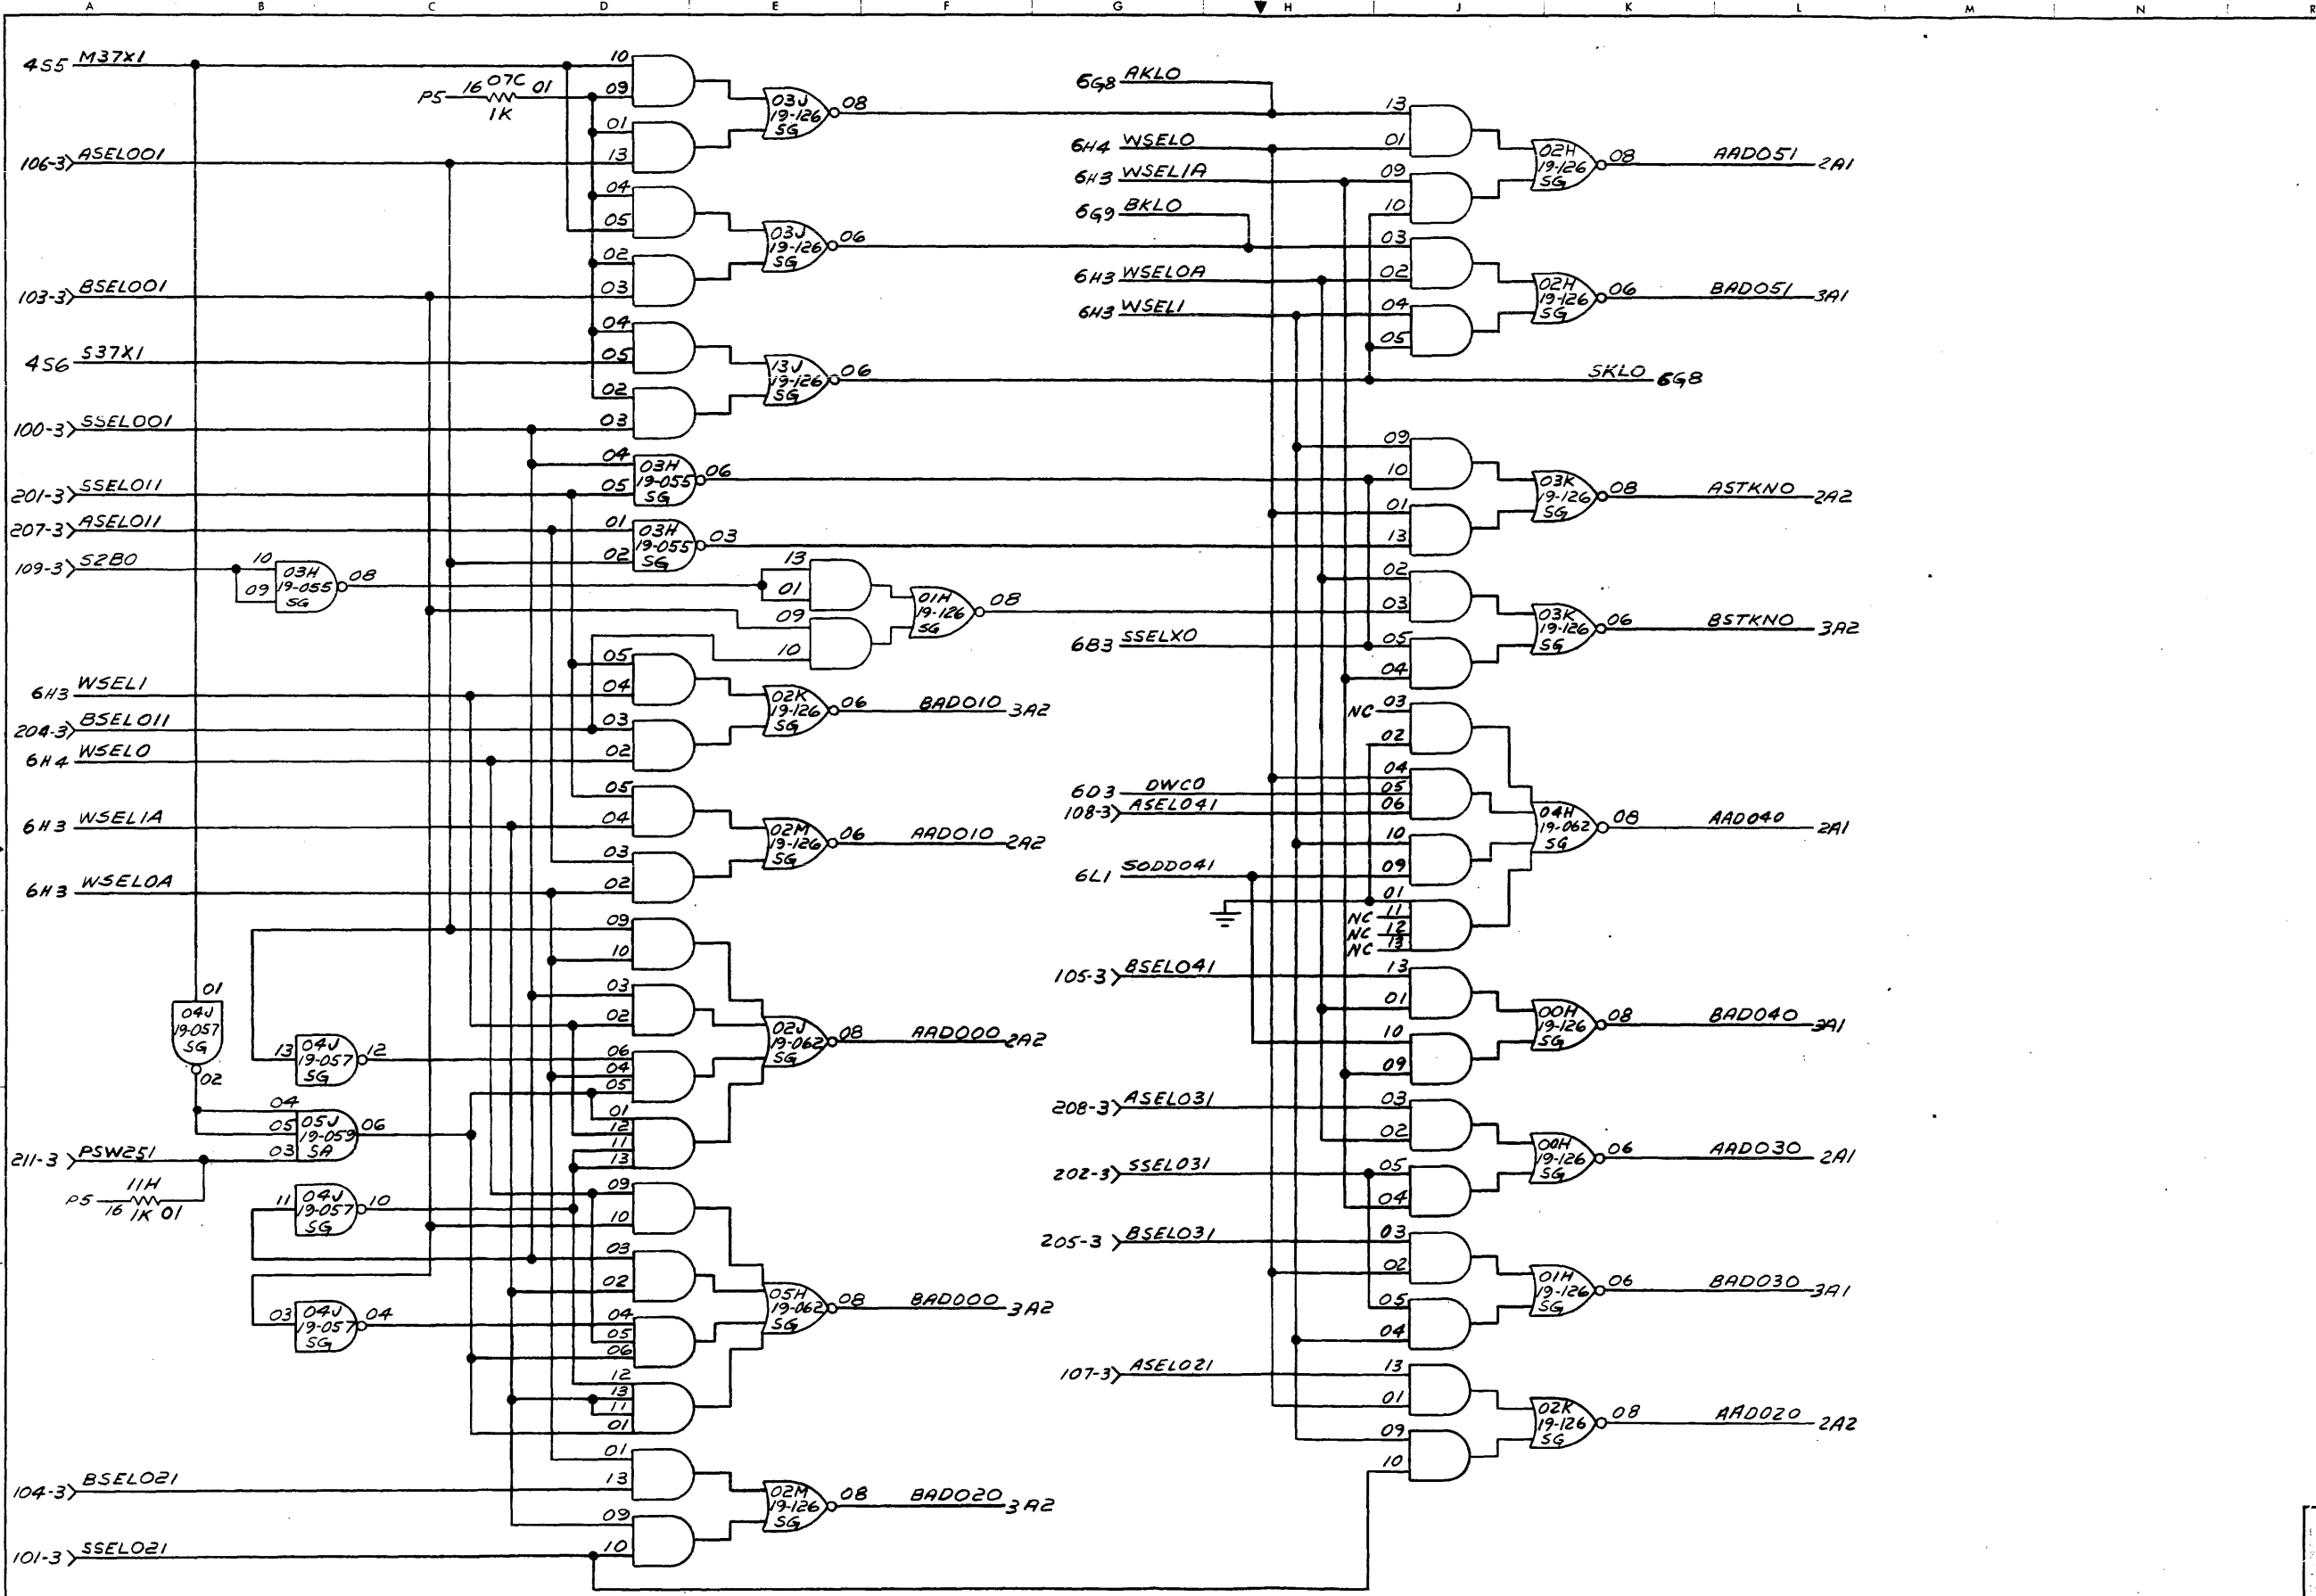 A B C D E F G H J K L M N R
4S5 M37X1
P5 16 07C 01
1K
106-3 ASEL001
103-3 BSEL001
4S6 S37X1
100-3 SSEL001
201-3 SSEL011
207-3 ASEL011
109-3 S2B0
6H3 WSEL1
204-3 BSEL011
6H4 WSEL0
6H3 WSEL1A
6H3 WSEL0A
211-3 PSW251
P5 11H
16 1K 01
104-3 BSEL021
101-3 SSEL021
01
04J
19-057
SG
02
13 04J 12
19-057
SG
04
05 05J 06
19-059
03 SA
11 04J 10
19-057
SG
03 04J 04
19-057
SG
10 03H 08
09 19-055
SG
10
09
01
13
03J 08
19-126
SG
04
05
02
03
03J 06
19-126
SG
04
05
02
03
13J 06
19-126
SG
04 03H 06
05 19-055
SG
01 03H 03
02 19-055
SG
13
01
09
10
01H 08
19-126
SG
05
04
03
02
02K 06 BAD010 3A2
19-126
SG
05
04
03
02
02M 06 AAD010 2A2
19-126
SG
09
10
03
02
06
04
05
01
12
11
13
02J 08 AAD000 2A2
19-062
SG
09
10
03
02
04
05
06
12
13
11
01
05H 08 BAD000 3A2
19-062
SG
01
13
09
10
02M 08 BAD020 3A2
19-126
SG
6G8 AKL0
6H4 WSEL0
6H3 WSEL1A
6G9 BKL0
6H3 WSEL0A
6H3 WSEL1
13
01
09
10
02H 08 AAD051 2A1
19-126
SG
03
02
04
05
02H 06 BAD051 3A1
19-126
SG
SKL0 6G8
09
10
01
13
03K 08 ASTKN0 2A2
19-126
SG
6B3 SSELX0
02
03
05
04
03K 06 BSTKN0 3A2
19-126
SG
NC 03
02
6D3 DWC0
108-3 ASEL041
04
05
06
6L1 SODD041
10
09
01
NC 11
NC 12
NC 13
04H 08 AAD040 2A1
19-062
SG
105-3 BSEL041
13
01
10
09
00H 08 BAD040 3A1
19-126
SG
208-3 ASEL031
202-3 SSEL031
03
02
05
04
00H 06 AAD030 2A1
19-126
SG
205-3 BSEL031
03
02
05
04
01H 06 BAD030 3A1
19-126
SG
107-3 ASEL021
13
01
09
10
02K 08 AAD020 2A2
19-126
SG